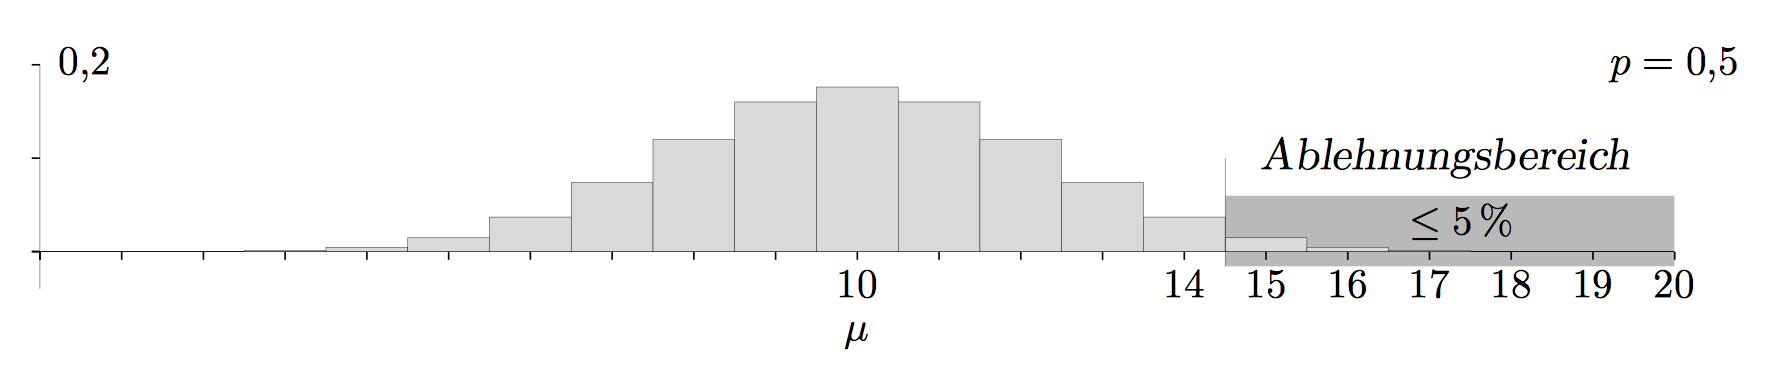 0,2
p = 0,5
Ablehnungsbereich
≤ 5 %
10 14 15 16 17 18 19 20
μ